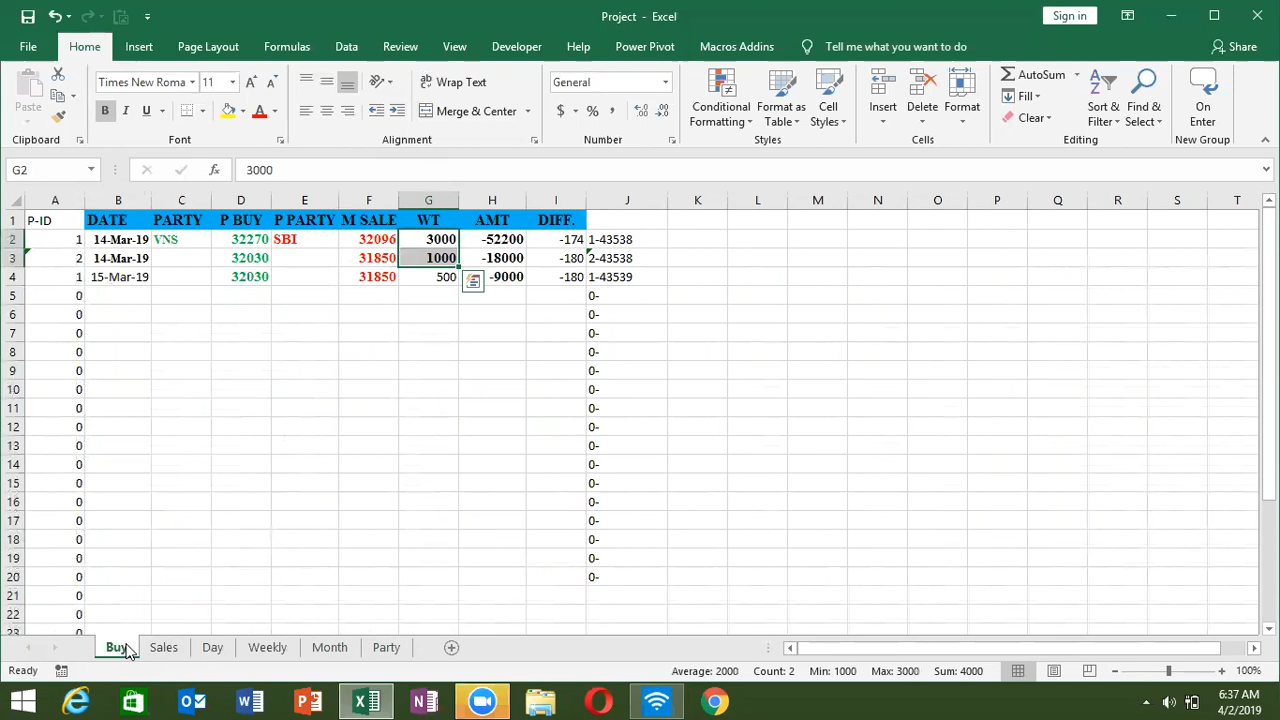 Project - Excel
Sign in
File Home Insert Page Layout Formulas Data Review View Developer Help Power Pivot Macros Addins Tell me what you want to do Share
Paste
Times New Roma 11
B I U
Wrap Text
Merge & Center
General
$ % ,
Conditional Formatting
Format as Table
Cell Styles
Insert
Delete
Format
AutoSum
Fill
Clear
Sort & Filter
Find & Select
On Enter
Clipboard Font Alignment Number Styles Cells Editing New Group
G2 fx 3000
A B C D E F G H I J K L M N O P Q R S T
1 P-ID DATE PARTY P BUY P PARTY M SALE WT AMT DIFF.
2 1 14-Mar-19 VNS 32270 SBI 32096 3000 -52200 -174 1-43538
3 2 14-Mar-19 32030 31850 1000 -18000 -180 2-43538
4 1 15-Mar-19 32030 31850 500 -9000 -180 1-43539
5 0 0-
6 0 0-
7 0 0-
8 0 0-
9 0 0-
10 0 0-
11 0 0-
12 0 0-
13 0 0-
14 0 0-
15 0 0-
16 0 0-
17 0 0-
18 0 0-
19 0 0-
20 0 0-
21 0
22 0
23 0
Buy Sales Day Weekly Month Party
Ready Average: 2000 Count: 2 Min: 1000 Max: 3000 Sum: 4000 100%
6:37 AM
4/2/2019